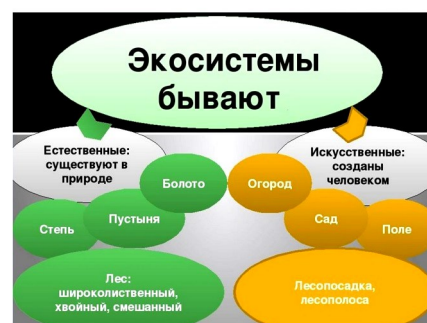 Экосистемы
бывают
Естественные:
существуют в
природе
Искусственные:
созданы
человеком
Болото
Огород
Степь
Пустыня
Сад
Поле
Лес:
широколиственный,
хвойный, смешанный
Лесопосадка,
лесополоса